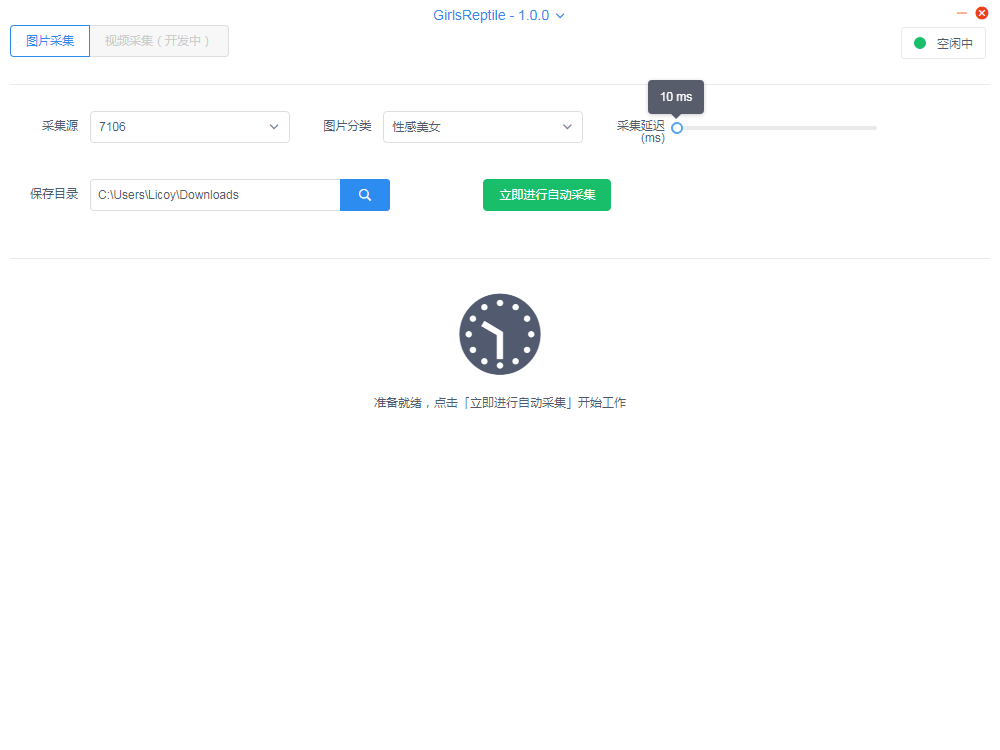 GirlsReptile - 1.0.0
图片采集
视频采集（开发中）
空闲中
10 ms
采集源
7106
图片分类
性感美女
采集延迟
(ms)
保存目录
C:\Users\Licoy\Downloads
立即进行自动采集
准备就绪，点击「立即进行自动采集」开始工作